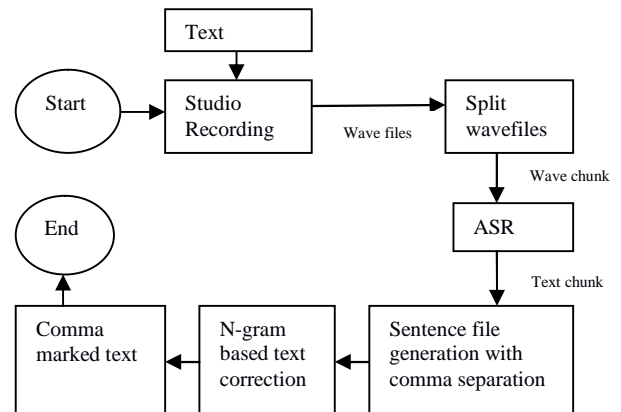 Text
Start
Studio
Recording
Wave files
Split
wavefiles
Wave chunk
ASR
Text chunk
End
Comma
marked text
N-gram
based text
correction
Sentence file
generation with
comma separation